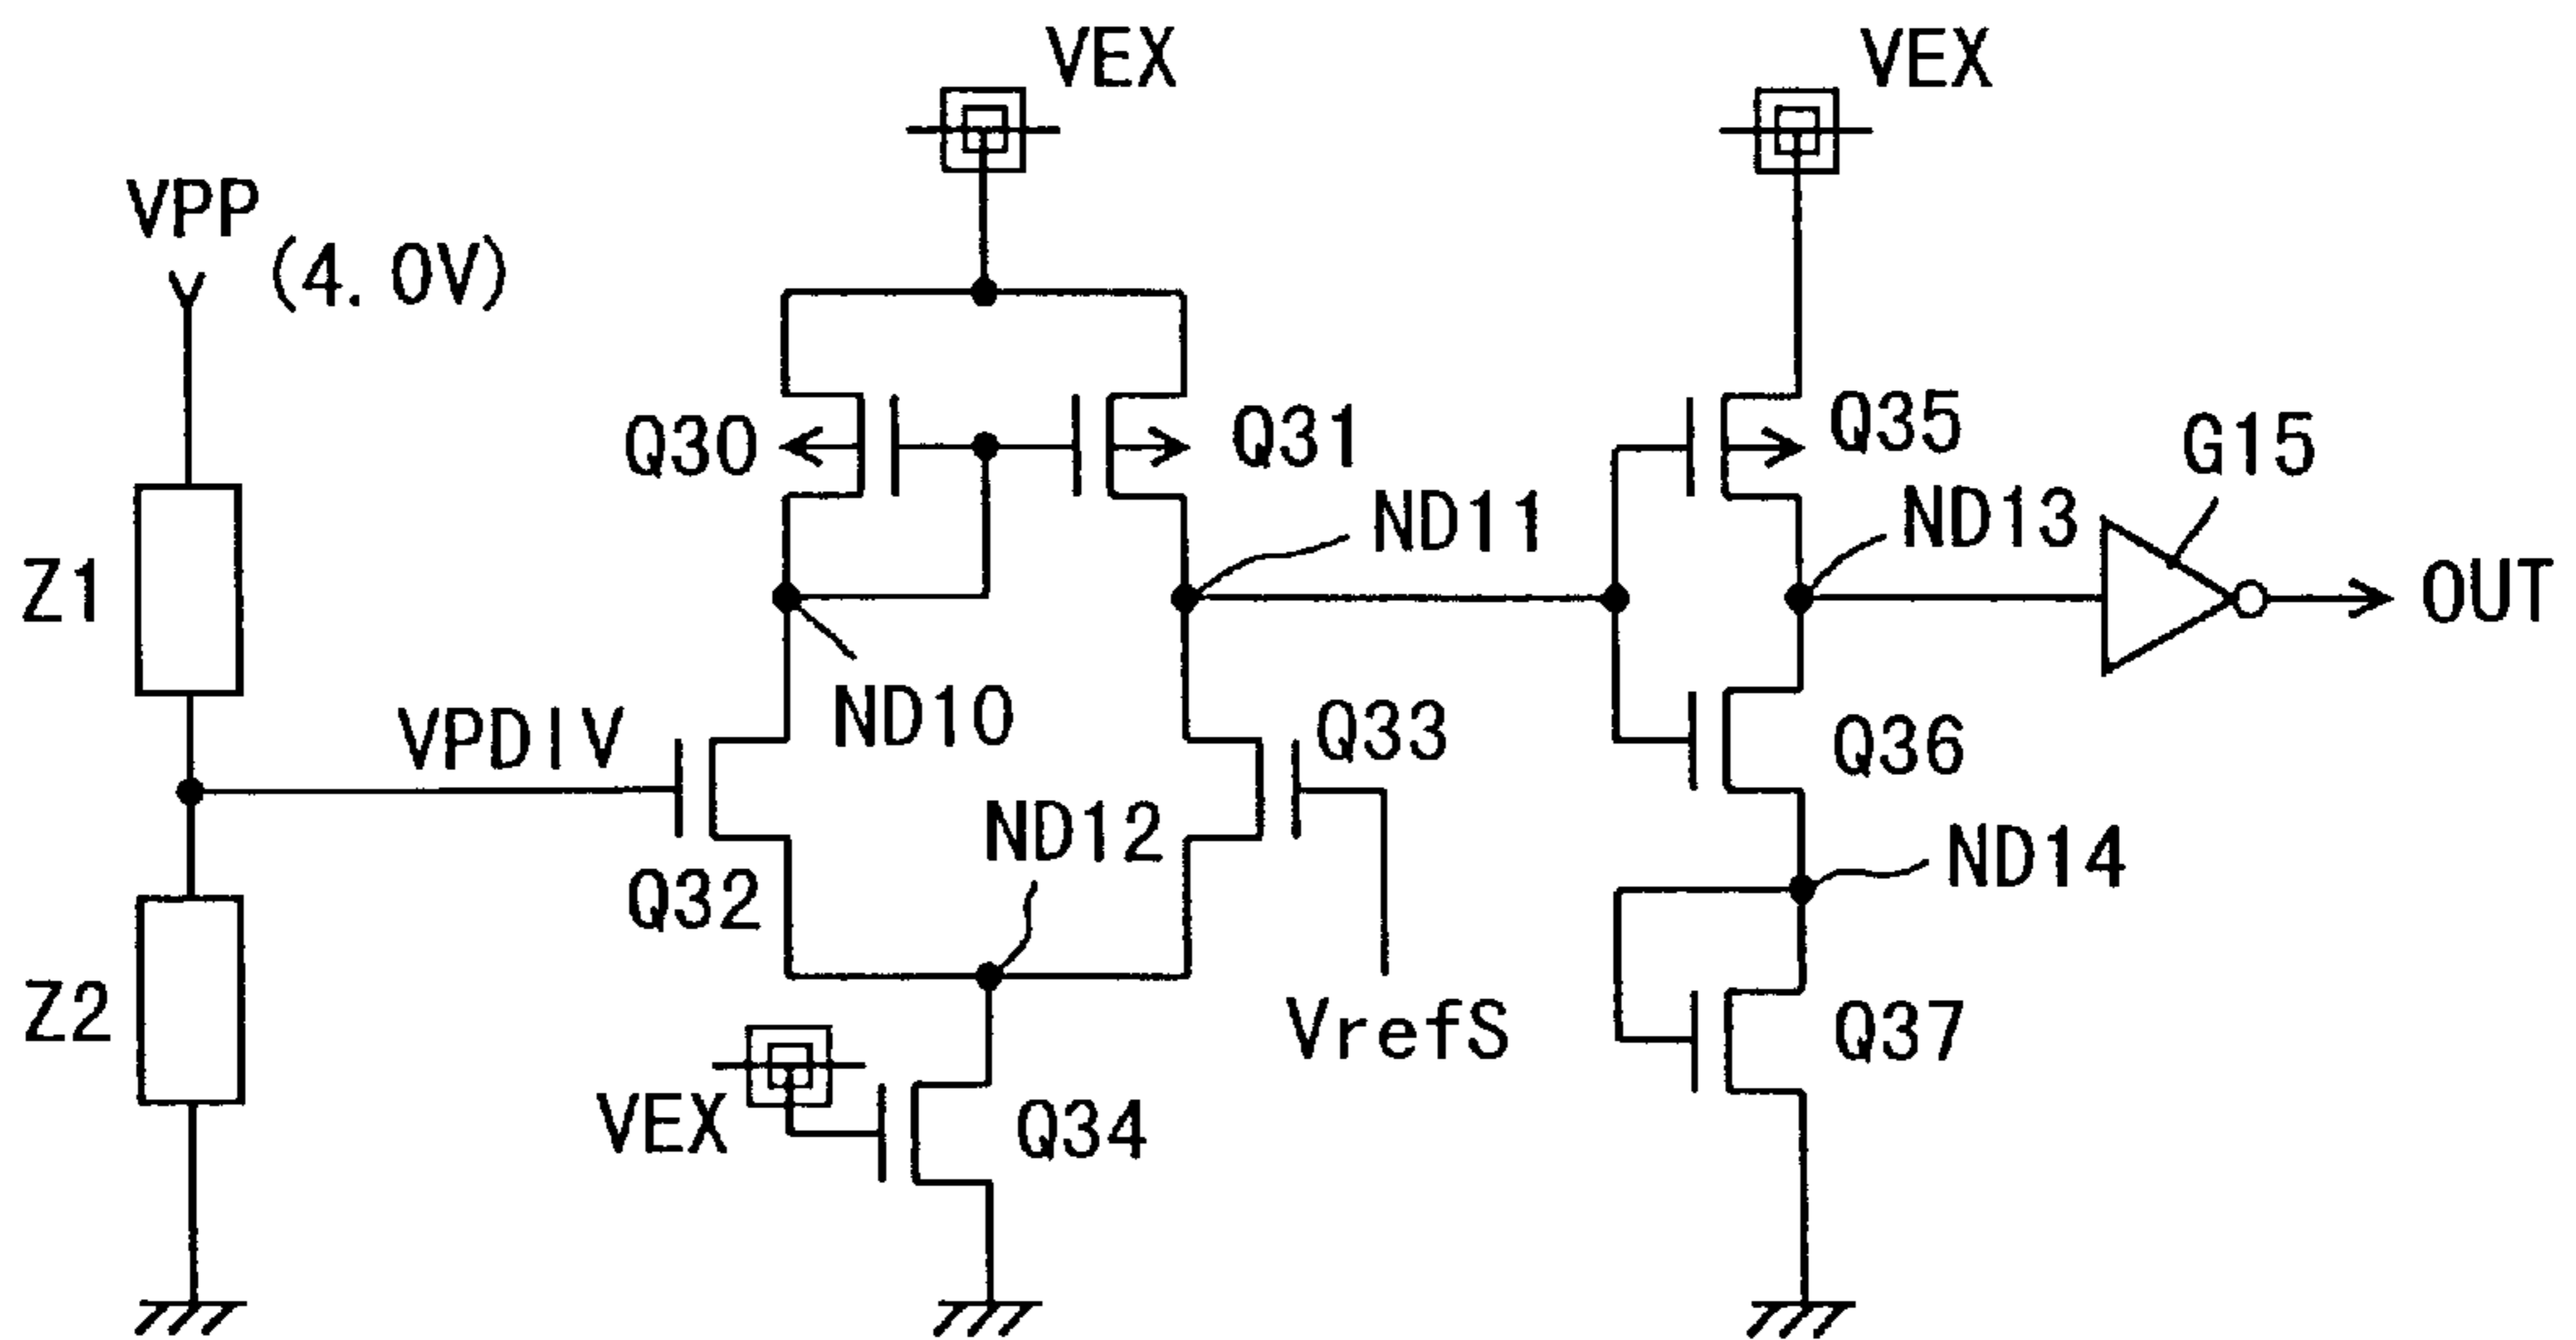 VEX
VEX
VPP
(4.0V)
Q30
Q31
Q35
G15
ND11
ND13
Z1
OUT
ND10
VPDIV
Q33
Q36
ND12
ND14
Q32
Z2
VrefS
Q37
VEX
Q34